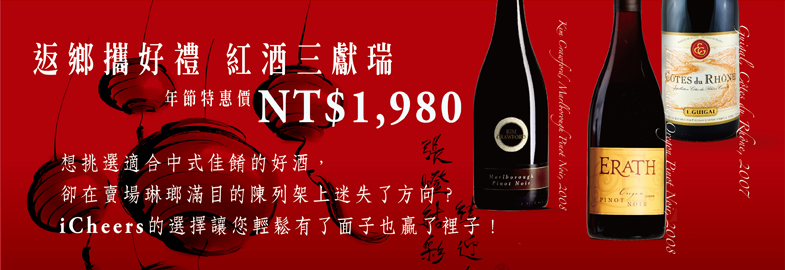 返鄉攜好禮 紅酒三獻瑞
年節特惠價 NT$1,980
想挑選適合中式佳餚的好酒，
卻在賣場琳瑯滿目的陳列架上迷失了方向？
iCheers的選擇讓您輕鬆有了面子也贏了裡子！
張燈結彩
KIM CRAWFORD
Marlborough
Pinot Noir
Kim Crawford Marlborough Pinot Noir 2008
ERATH
Oregon
PINOT
NOIR
Oregon Pinot Noir 2008
CÔTES DU RHÔNE
E. GUIGAL
Guigal Côtes du Rhône 2007